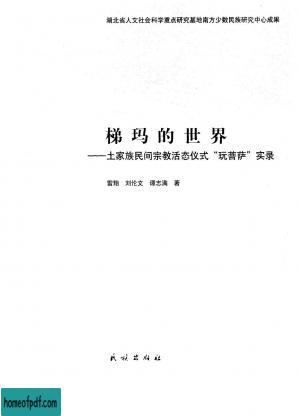 湖北省人文社会科学重点研究基地南方少数民族研究中心成果
梯玛的世界
——土家族民间宗教活态仪式“玩菩萨”实录
雷翔 刘伦文 谭志满 著
民族出版社
homeofpdf.com